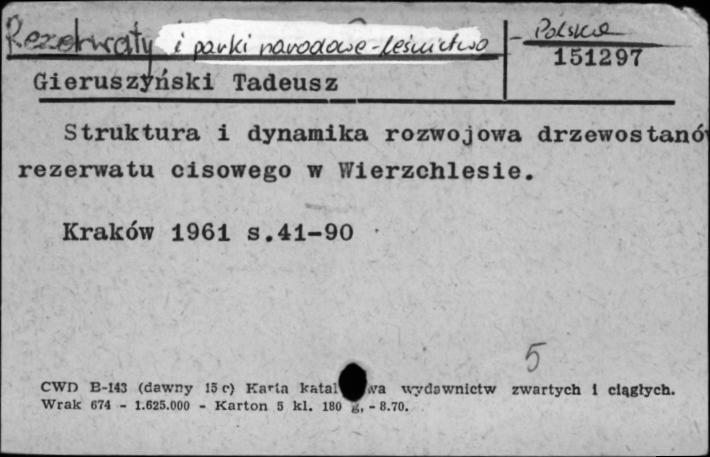 Rezerwaty i parki narodowe - leśnictwo - Polskie
151297
Gieruszyński Tadeusz
Struktura i dynamika rozwojowa drzewostanów
rezerwatu cisowego w Wierzchlesie.
Kraków 1961 s.41-90
5
CWD B-143 (dawny 15 c) Karta katal wa wydawnictw zwartych i ciągłych.
Wrak 674 - 1.625.000 - Karton 5 kl. 180 g, - 8.70.